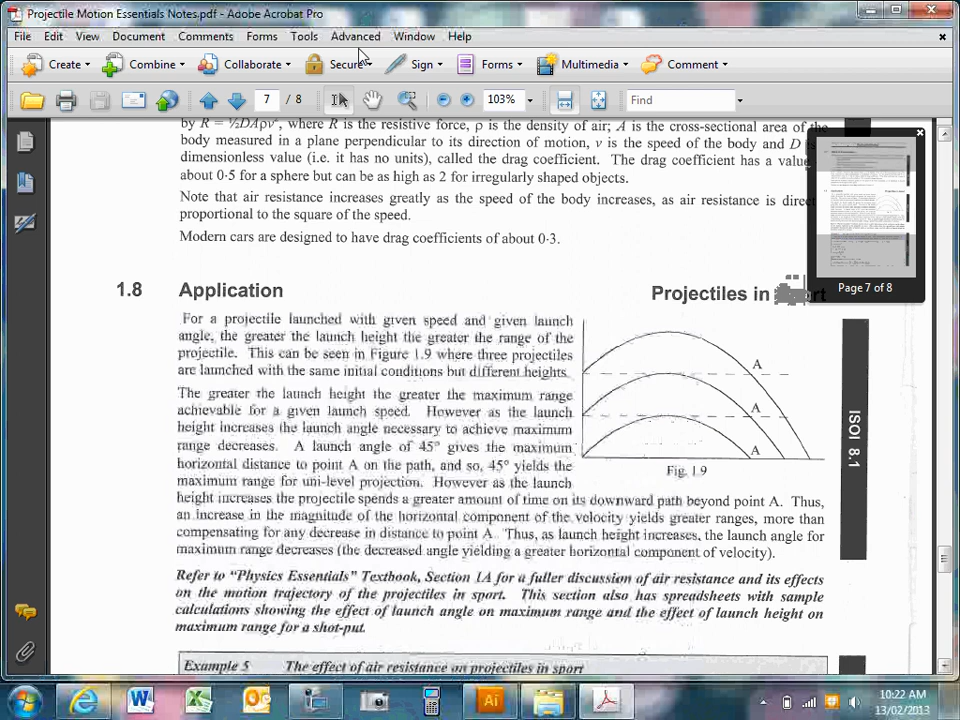 Projectile Motion Essentials Notes.pdf - Adobe Acrobat Pro
File Edit View Document Comments Forms Tools Advanced Window Help
Create Combine Collaborate Secure Sign Forms Multimedia Comment
7 / 8 103% Find
by R = ½DAρv², where R is the resistive force, ρ is the density of air; A is the cross-sectional area of the
body measured in a plane perpendicular to its direction of motion, v is the speed of the body and D is
dimensionless value (i.e. it has no units), called the drag coefficient. The drag coefficient has a value
about 0·5 for a sphere but can be as high as 2 for irregularly shaped objects.
Note that air resistance increases greatly as the speed of the body increases, as air resistance is direc
proportional to the square of the speed.
Modern cars are designed to have drag coefficients of about 0·3.
Page 7 of 8
1.8 Application Projectiles in
For a projectile launched with given speed and given launch
angle, the greater the launch height the greater the range of the
projectile. This can be seen in Figure 1.9 where three projectiles
are launched with the same initial conditions but different heights.
The greater the launch height the greater the maximum range
achievable for a given launch speed. However as the launch
height increases the launch angle necessary to achieve maximum
range decreases. A launch angle of 45° gives the maximum
horizontal distance to point A on the path, and so, 45° yields the
maximum range for uni-level projection. However as the launch
height increases the projectile spends a greater amount of time on its downward path beyond point A. Thus,
an increase in the magnitude of the horizontal component of the velocity yields greater ranges, more than
compensating for any decrease in distance to point A. Thus, as launch height increases, the launch angle for
maximum range decreases (the decreased angle yielding a greater horizontal component of velocity).
A
A
A
Fig. 1.9
ISOI 8.1
Refer to "Physics Essentials" Textbook, Section 1A for a fuller discussion of air resistance and its effects
on the motion trajectory of the projectiles in sport. This section also has spreadsheets with sample
calculations showing the effect of launch angle on maximum range and the effect of launch height on
maximum range for a shot-put.
Example 5 The effect of air resistance on projectiles in sport
10:22 AM
13/02/2013